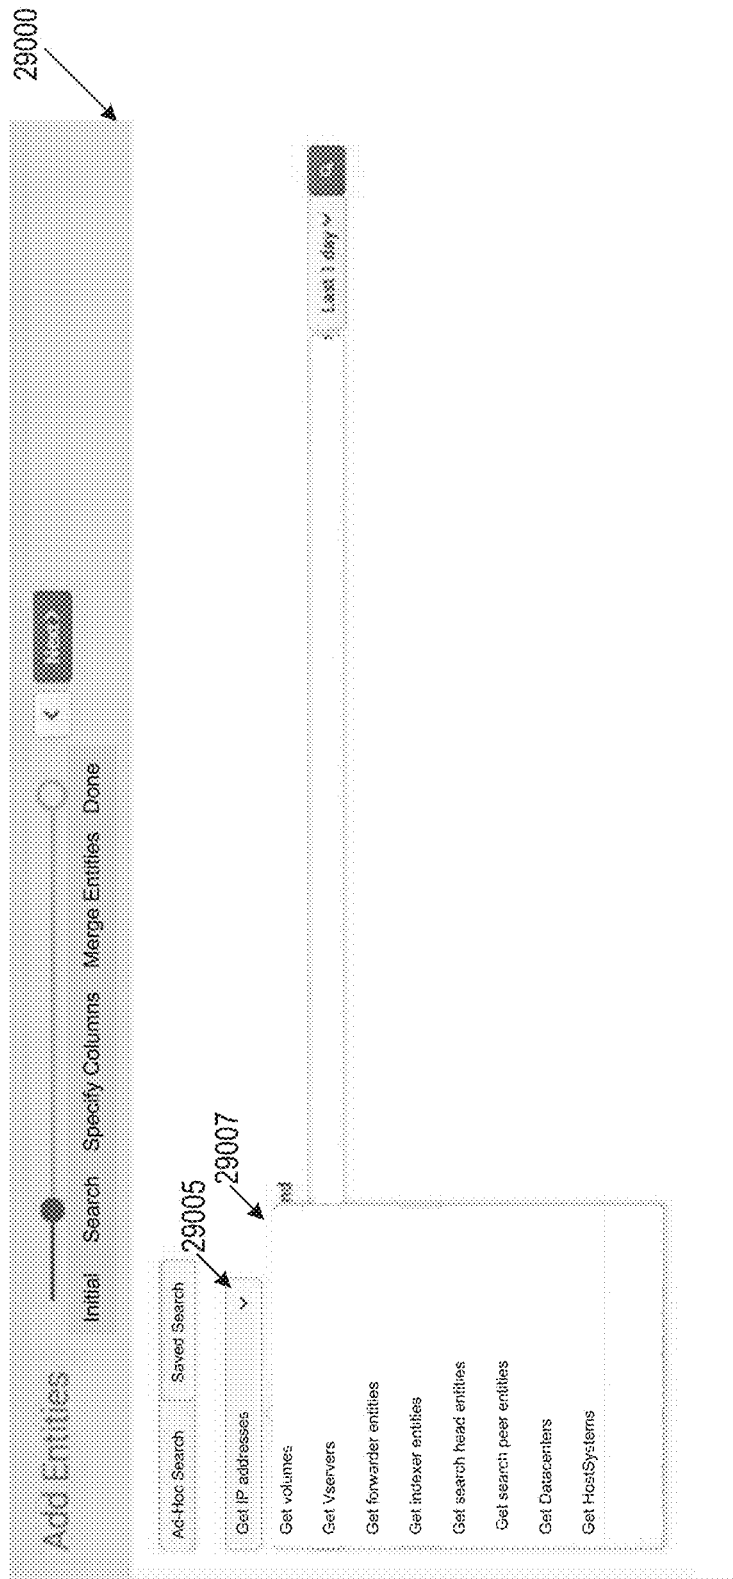 29000
Add Entities
Initial Search Specify Columns Merge Entities Done
Ad-Hoc Search Saved Search
29005
Get IP addresses
29007
Get volumes
Get Vservers
Last 1 day
Get forwarder entities
Get indexer entities
Get search head entities
Get search peer entities
Get Datacenters
Get HostSystems